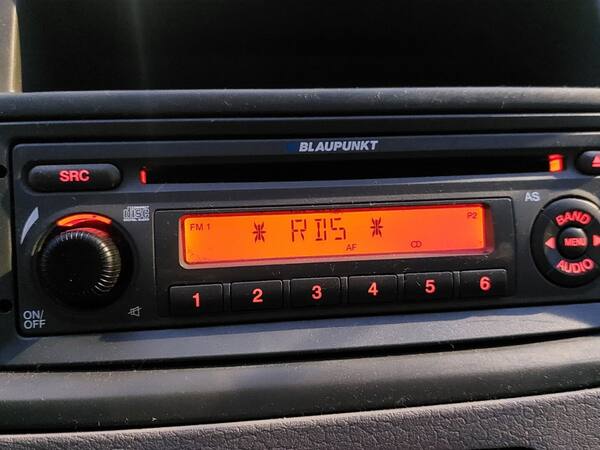 BLAUPUNKT
SRC
AS
DISC
FM 1
* RDS *
P2
AF
CD
BAND
MENU
AUDIO
1 2 3 4 5 6
ON/
OFF